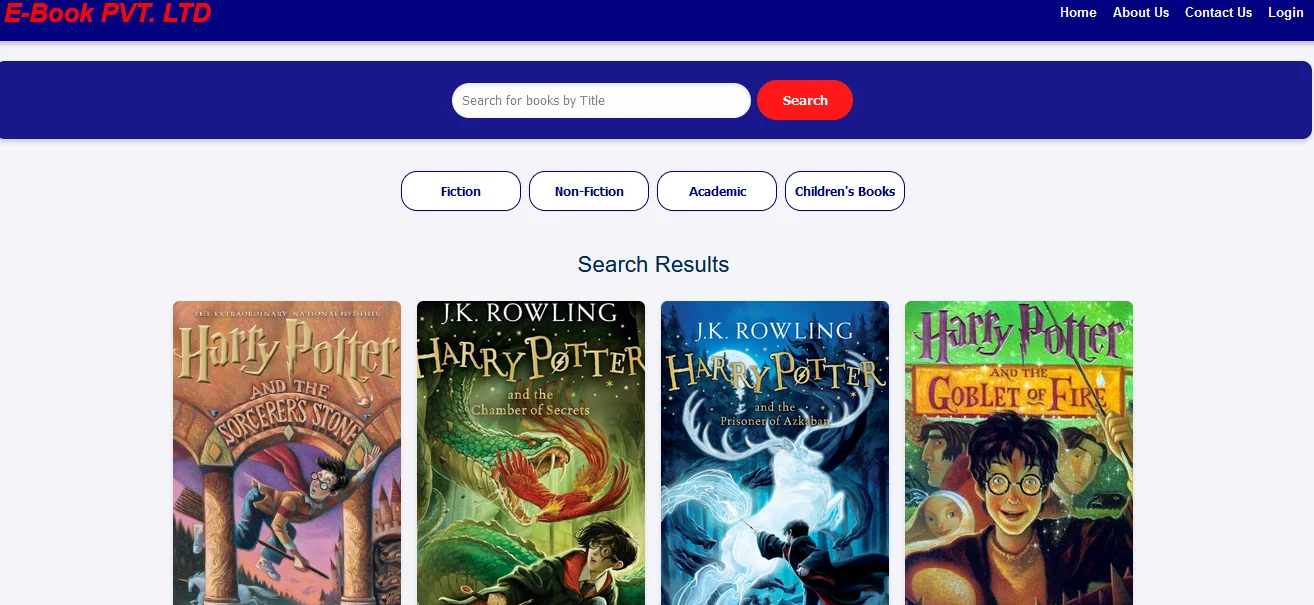 E-Book PVT. LTD
Home About Us Contact Us Login
Search for books by Title
Search
Fiction
Non-Fiction
Academic
Children's Books
Search Results
THE EXTRAORDINARY, NATIONAL BESTSELLER
Harry Potter
AND THE
SORCERER'S STONE
J.K. ROWLING
HARRY POTTER
and the
Chamber of Secrets
J.K. ROWLING
HARRY POTTER
and the
Prisoner of Azkaban
Harry Potter
AND THE
GOBLET OF FIRE